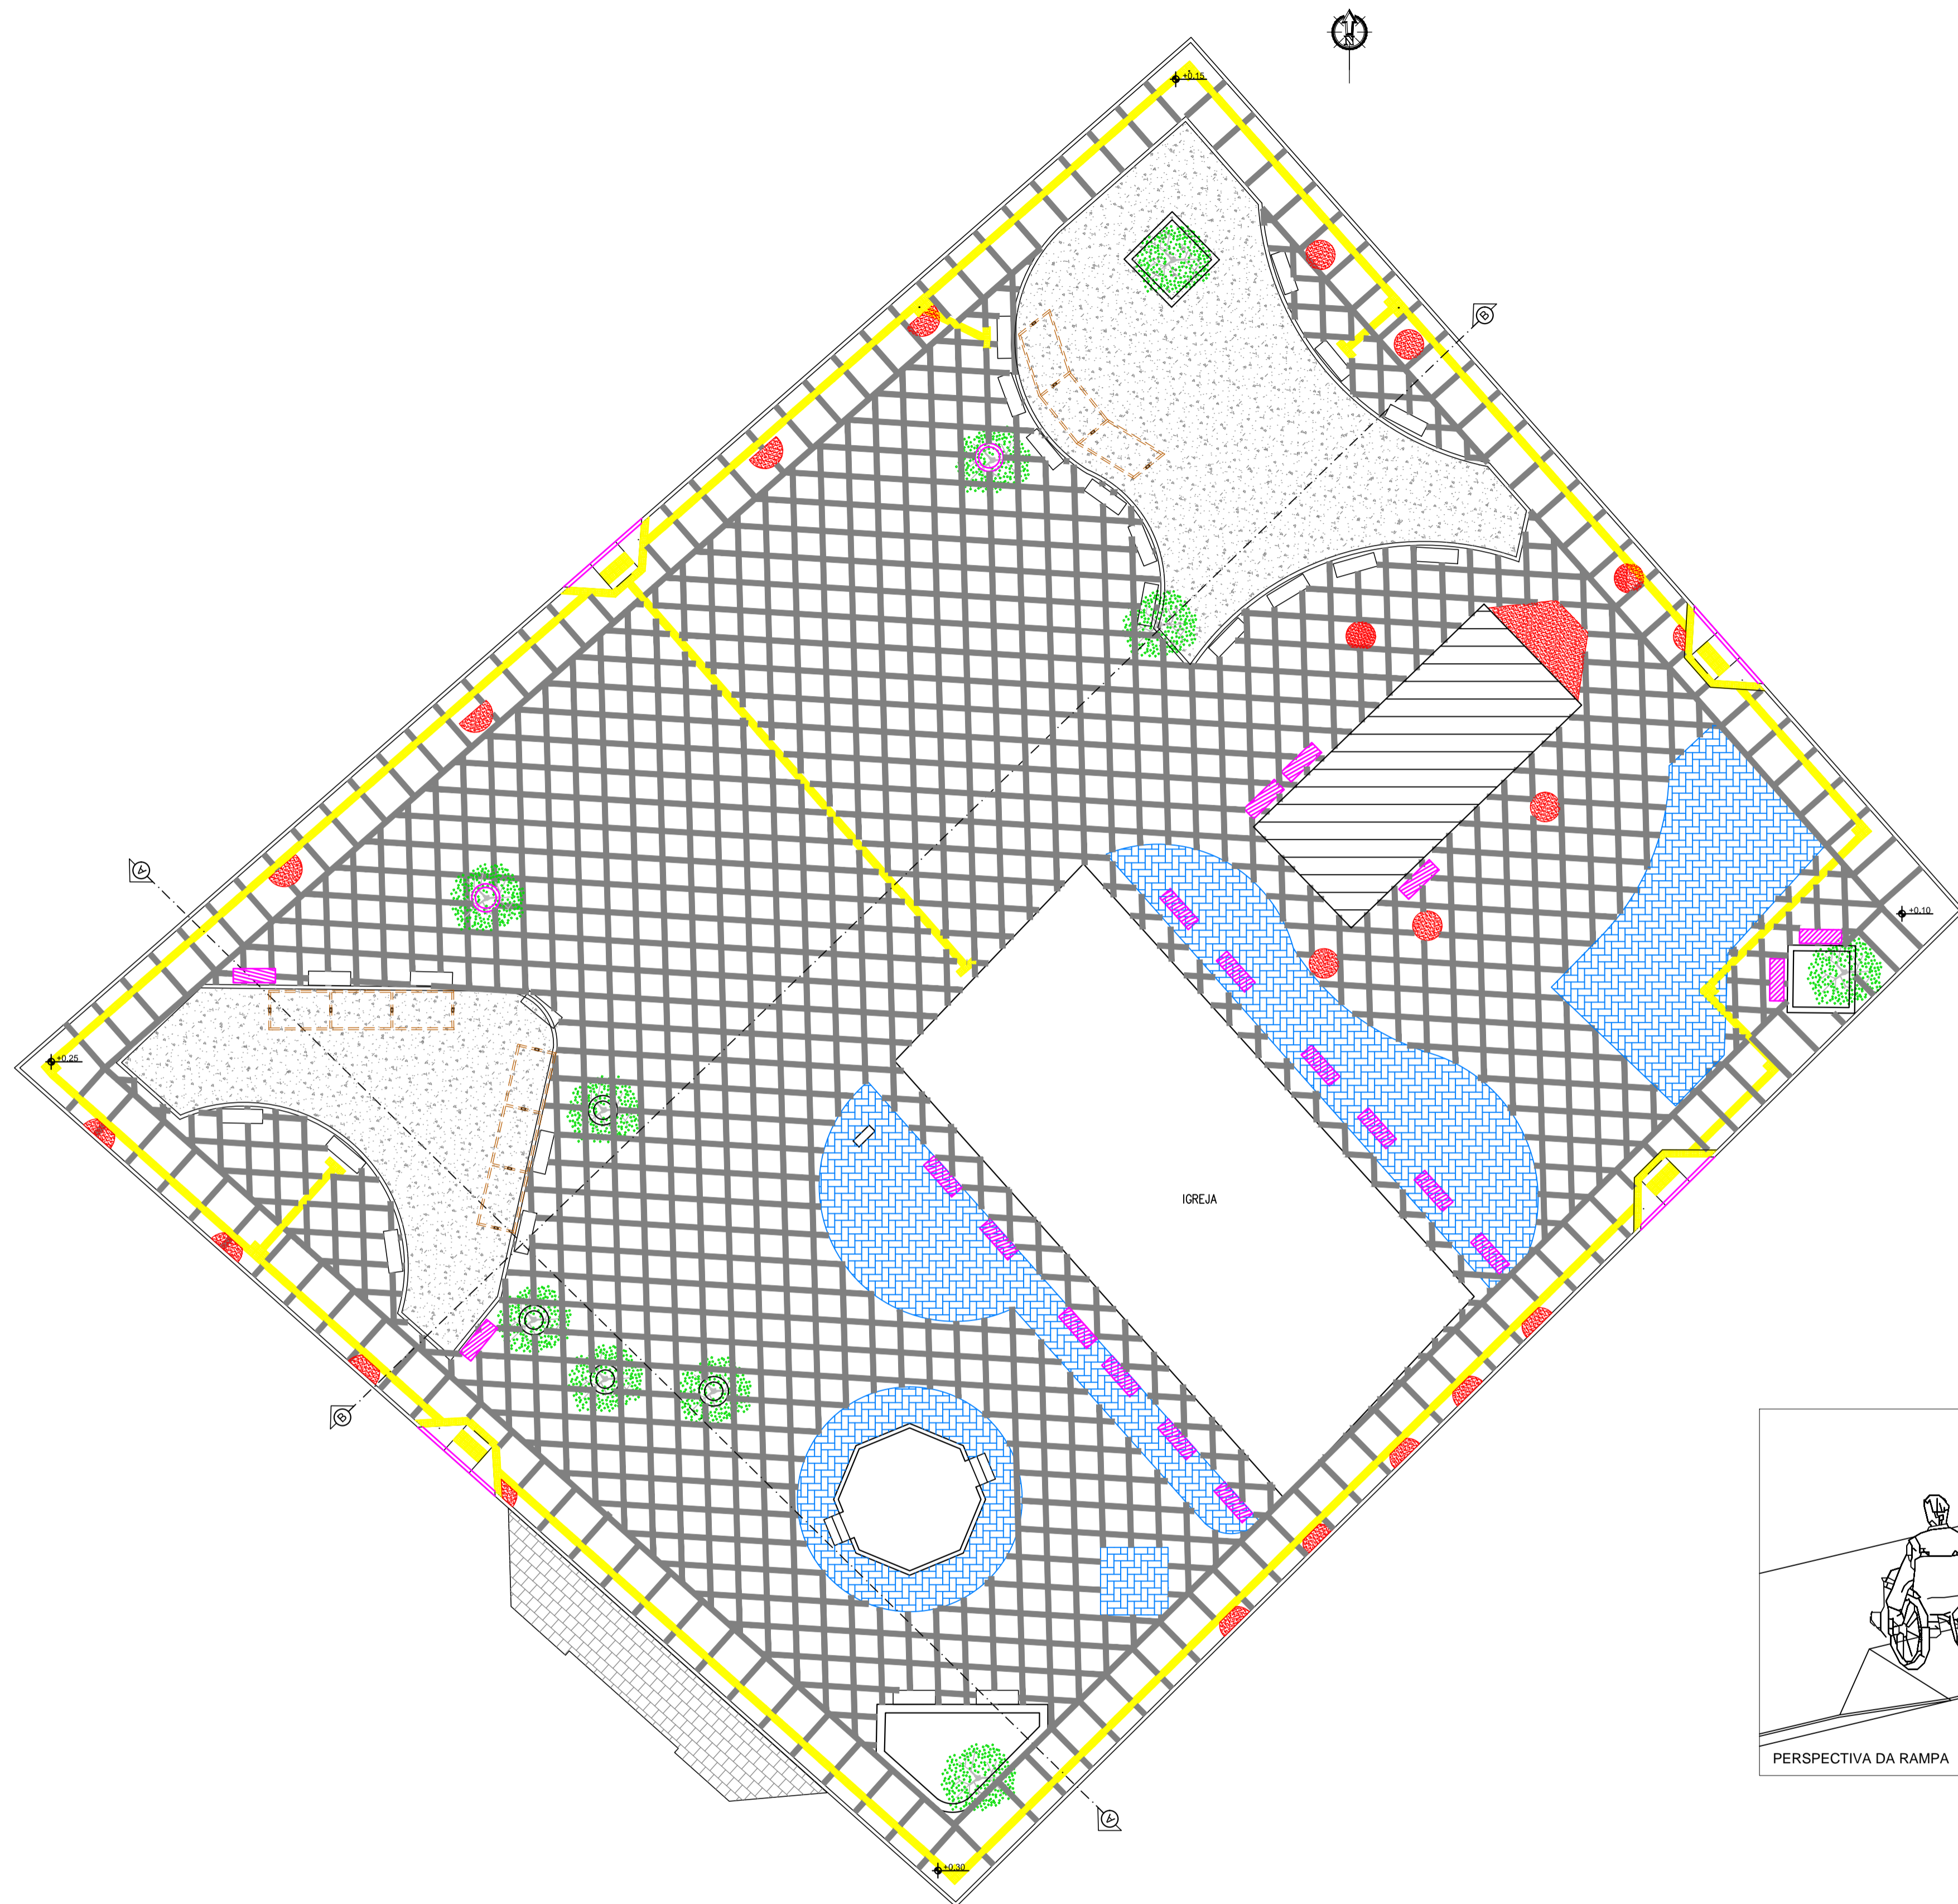 N
+0.15
B
A
+0.10
+0.25
IGREJA
B
PERSPECTIVA DA RAMPA
A
+0.30